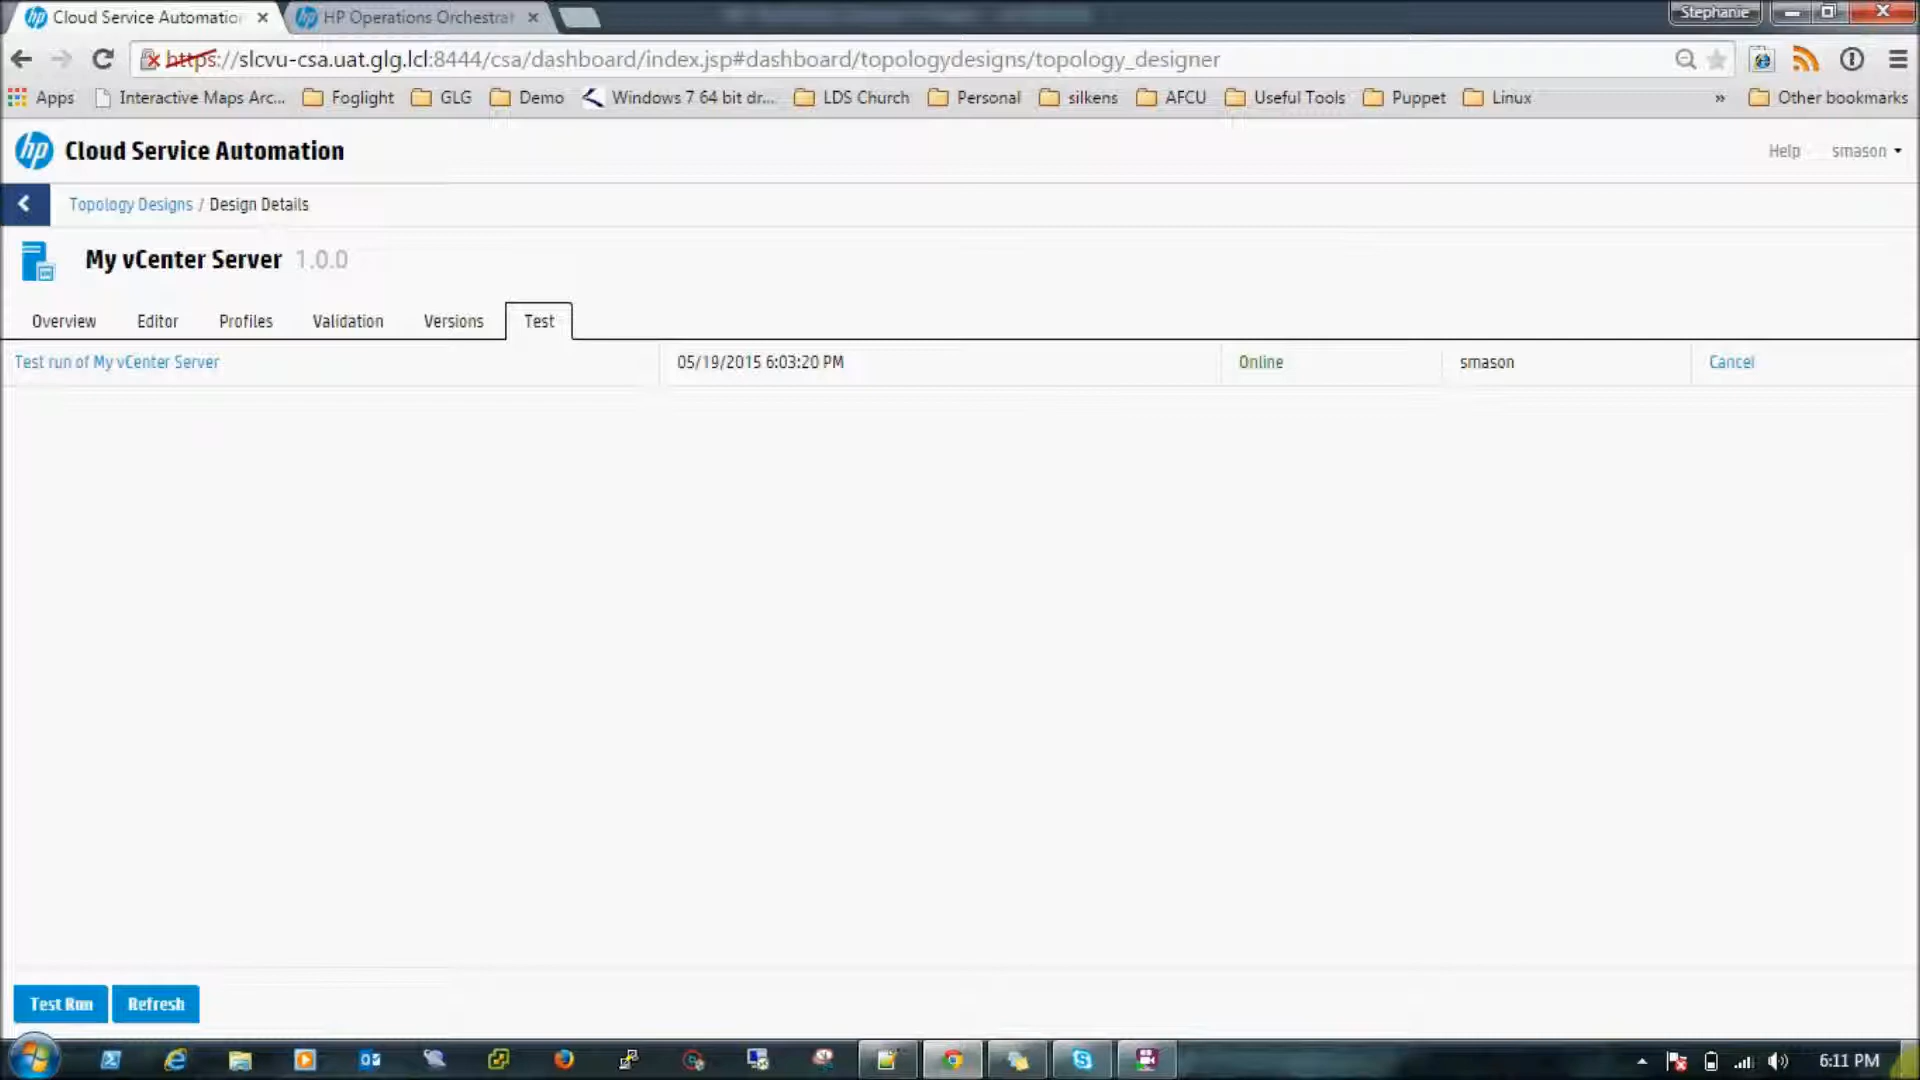 Cloud Service Automatio
HP Operations Orchestrat
Stephanie
https://slcvu-csa.uat.glg.lcl:8444/csa/dashboard/index.jsp#dashboard/topologydesigns/topology_designer
Apps Interactive Maps Arc... Foglight GLG Demo Windows 7 64 bit dr... LDS Church Personal silkens AFCU Useful Tools Puppet Linux » Other bookmarks
hp Cloud Service Automation
Help smason
Topology Designs / Design Details
My vCenter Server 1.0.0
Overview Editor Profiles Validation Versions Test
Test run of My vCenter Server 05/19/2015 6:03:20 PM Online smason Cancel
Test Run Refresh
6:11 PM